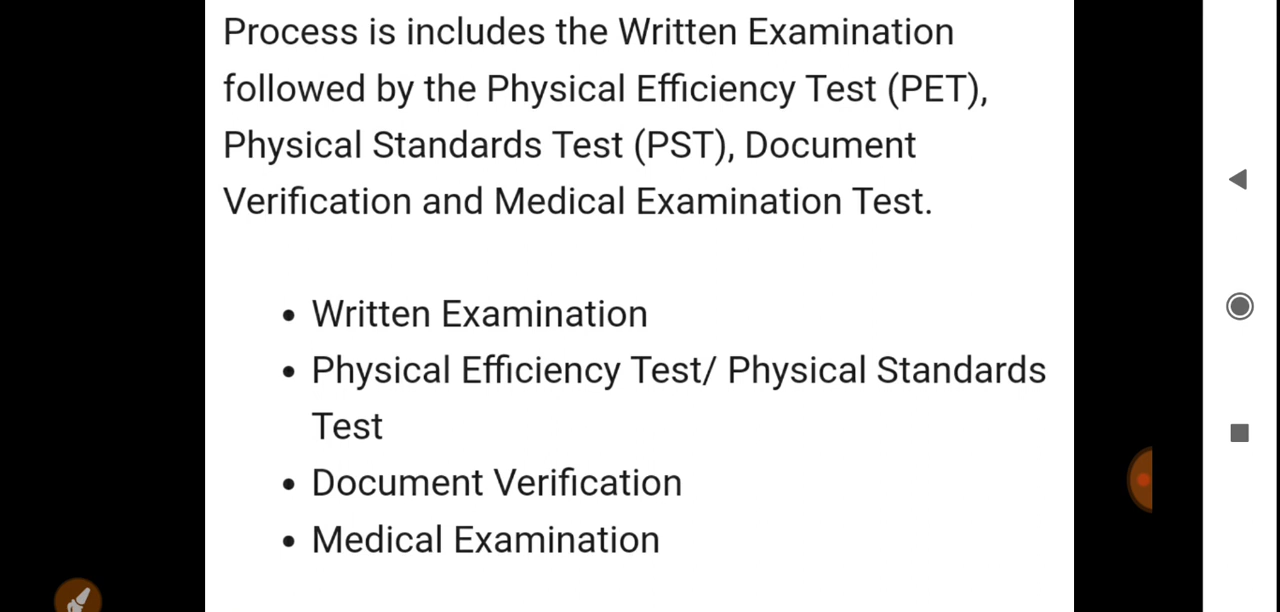 Process is includes the Written Examination
followed by the Physical Efficiency Test (PET),
Physical Standards Test (PST), Document
Verification and Medical Examination Test.
• Written Examination
• Physical Efficiency Test/ Physical Standards
Test
• Document Verification
• Medical Examination